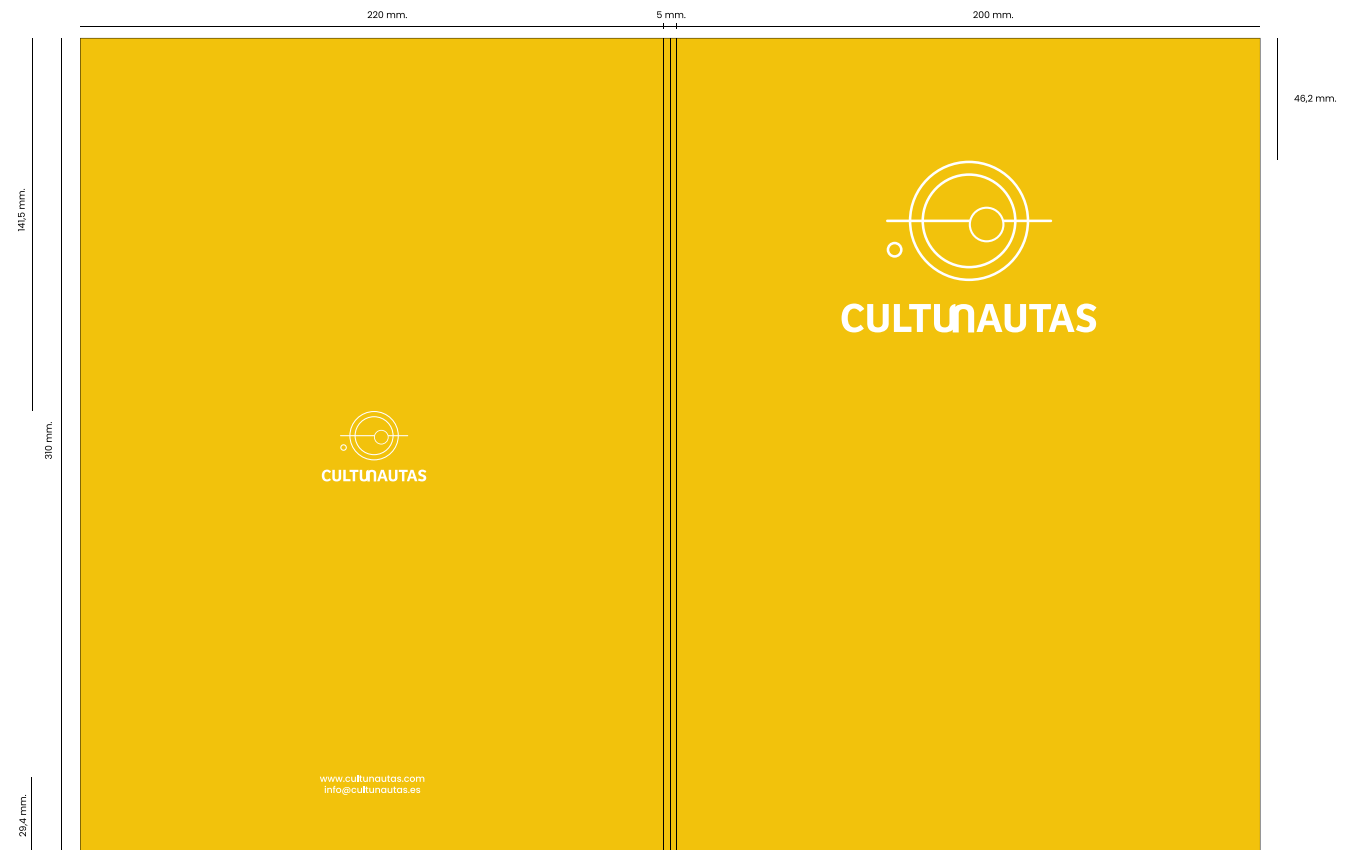 220 mm.
5 mm.
200 mm.
46,2 mm.
141,5 mm.
CULTUNAUTAS
310 mm.
CULTUNAUTAS
www.cultunautas.com
info@cultunautas.es
29,4 mm.